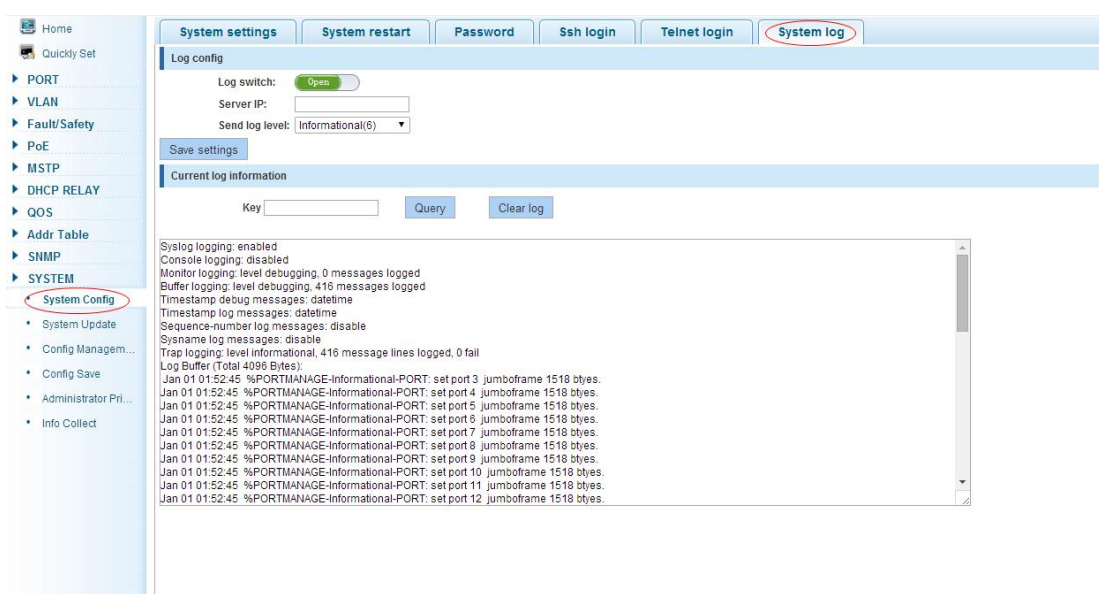 Home
Quickly Set
PORT
VLAN
Fault/Safety
PoE
MSTP
DHCP RELAY
QOS
Addr Table
SNMP
SYSTEM
System Config
System Update
Config Managem...
Config Save
Administrator Pri...
Info Collect
System settings
System restart
Password
Ssh login
Telnet login
System log
Log config
Log switch: Open
Server IP:
Send log level: Informational(6)
Save settings
Current log information
Key
Query
Clear log
Syslog logging: enabled
Console logging: disabled
Monitor logging: level debugging, 0 messages logged
Buffer logging: level debugging, 416 messages logged
Timestamp debug messages: datetime
Timestamp log messages: datetime
Sequence-number log messages: disable
Sysname log messages: disable
Trap logging: level informational, 416 message lines logged, 0 fail
Log Buffer (Total 4096 Bytes):
Jan 01 01:52:45 %PORTMANAGE-Informational-PORT: set port 3 jumboframe 1518 btyes.
Jan 01 01:52:45 %PORTMANAGE-Informational-PORT: set port 4 jumboframe 1518 btyes.
Jan 01 01:52:45 %PORTMANAGE-Informational-PORT: set port 5 jumboframe 1518 btyes.
Jan 01 01:52:45 %PORTMANAGE-Informational-PORT: set port 6 jumboframe 1518 btyes.
Jan 01 01:52:45 %PORTMANAGE-Informational-PORT: set port 7 jumboframe 1518 btyes.
Jan 01 01:52:45 %PORTMANAGE-Informational-PORT: set port 8 jumboframe 1518 btyes.
Jan 01 01:52:45 %PORTMANAGE-Informational-PORT: set port 9 jumboframe 1518 btyes.
Jan 01 01:52:45 %PORTMANAGE-Informational-PORT: set port 10 jumboframe 1518 btyes.
Jan 01 01:52:45 %PORTMANAGE-Informational-PORT: set port 11 jumboframe 1518 btyes.
Jan 01 01:52:45 %PORTMANAGE-Informational-PORT: set port 12 jumboframe 1518 btyes.